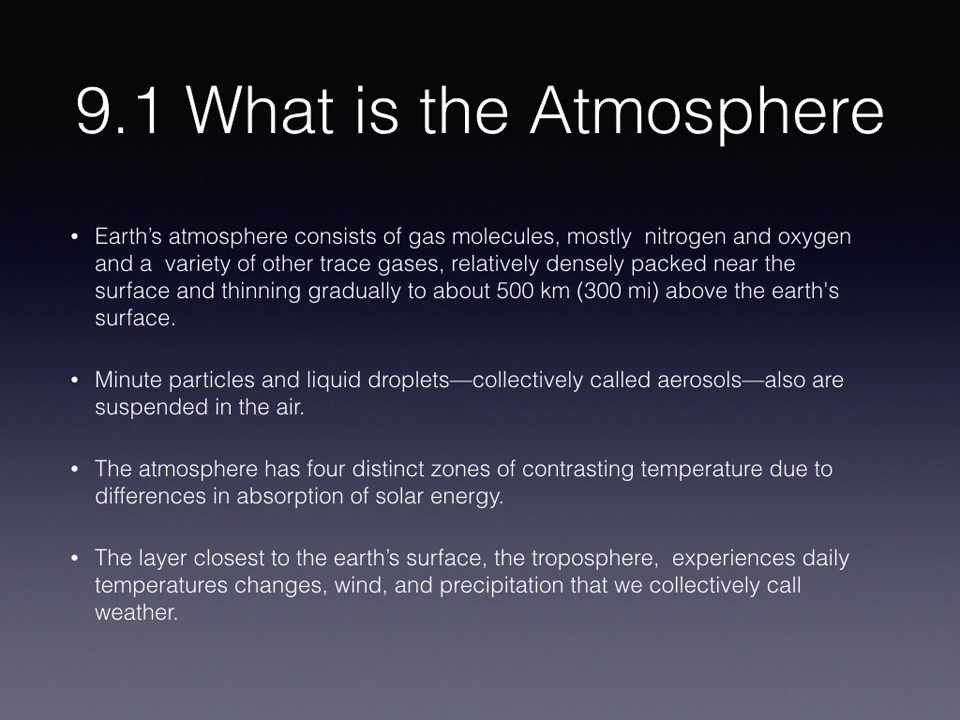 9.1 What is the Atmosphere
• Earth’s atmosphere consists of gas molecules, mostly  nitrogen and oxygen
and a  variety of other trace gases, relatively densely packed near the
surface and thinning gradually to about 500 km (300 mi) above the earth's
surface.
• Minute particles and liquid droplets—collectively called aerosols—also are
suspended in the air.
• The atmosphere has four distinct zones of contrasting temperature due to
differences in absorption of solar energy.
• The layer closest to the earth’s surface, the troposphere,  experiences daily
temperatures changes, wind, and precipitation that we collectively call
weather.